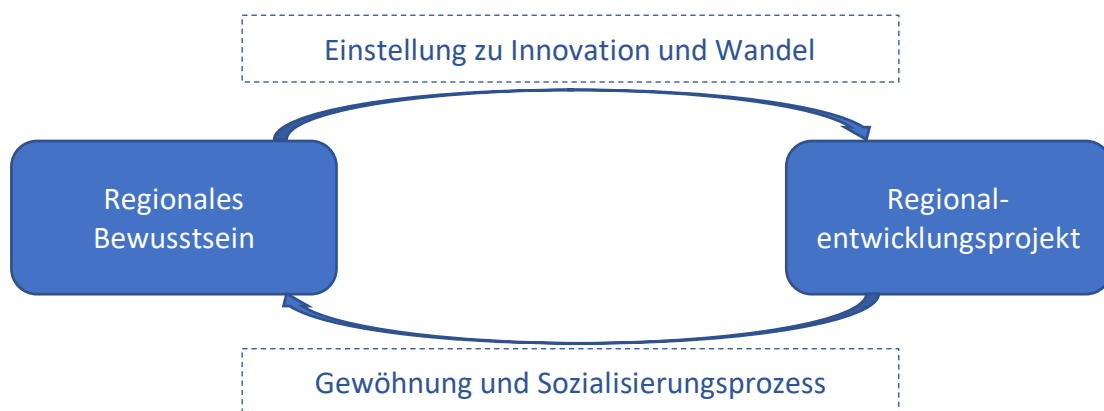 Einstellung zu Innovation und Wandel
Regionales
Bewusstsein
Regional-
entwicklungsprojekt
Gewöhnung und Sozialisierungsprozess